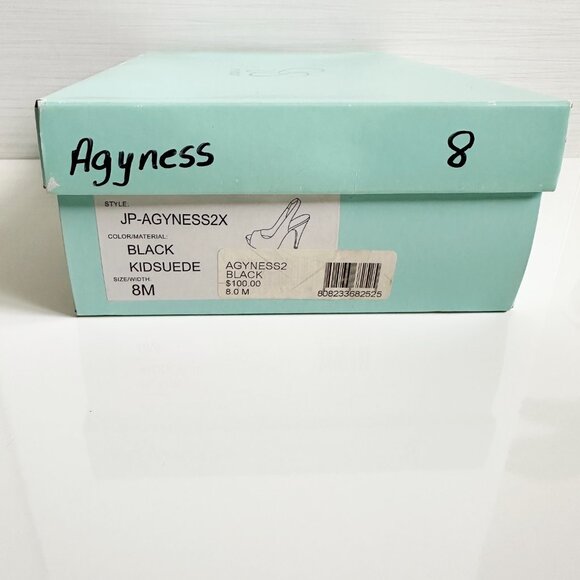 Agyness 8
STYLE:
JP-AGYNESS2X
COLOR/MATERIAL:
BLACK
KIDSUEDE
SIZE/WIDTH:
8M
AGYNESS2
BLACK
$100.00
8.0 M
808233682525